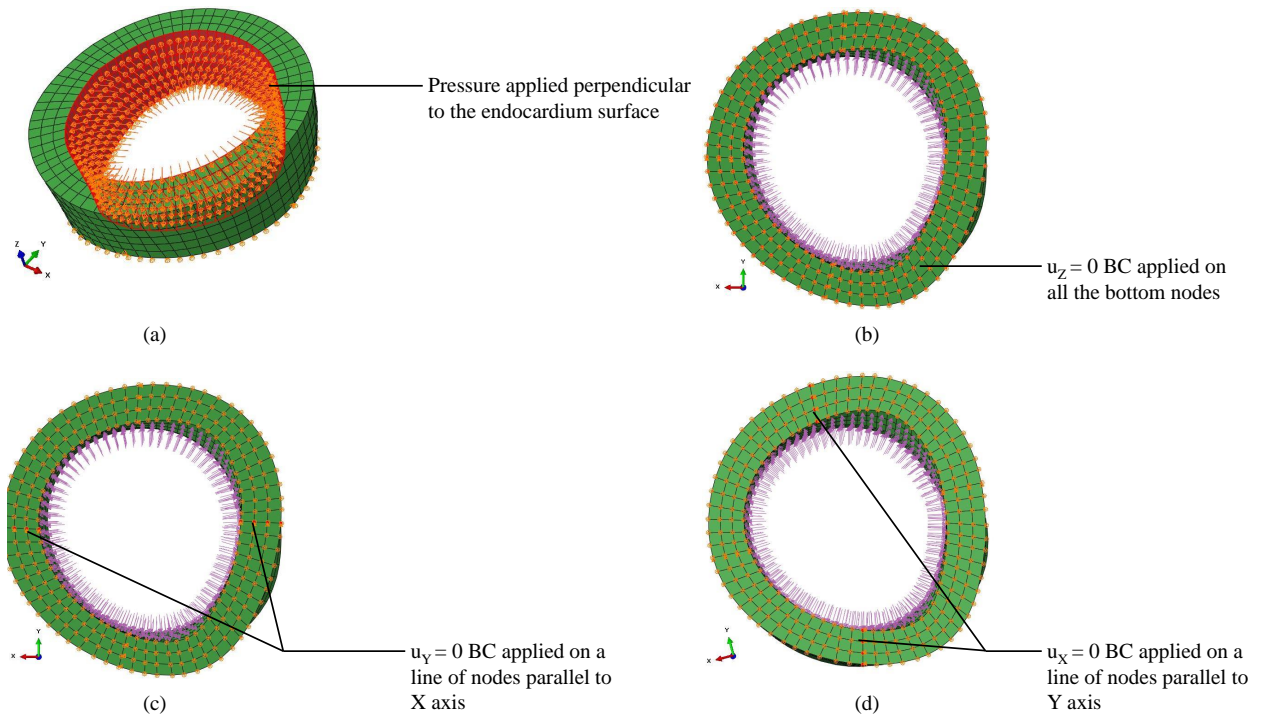 Pressure applied perpendicular
to the endocardium surface
Z
Y
X
(a)
Y
X
u_Z = 0 BC applied on
all the bottom nodes
(b)
Y
X
u_Y = 0 BC applied on a
line of nodes parallel to
X axis
(c)
Y
X
u_X = 0 BC applied on a
line of nodes parallel to
Y axis
(d)